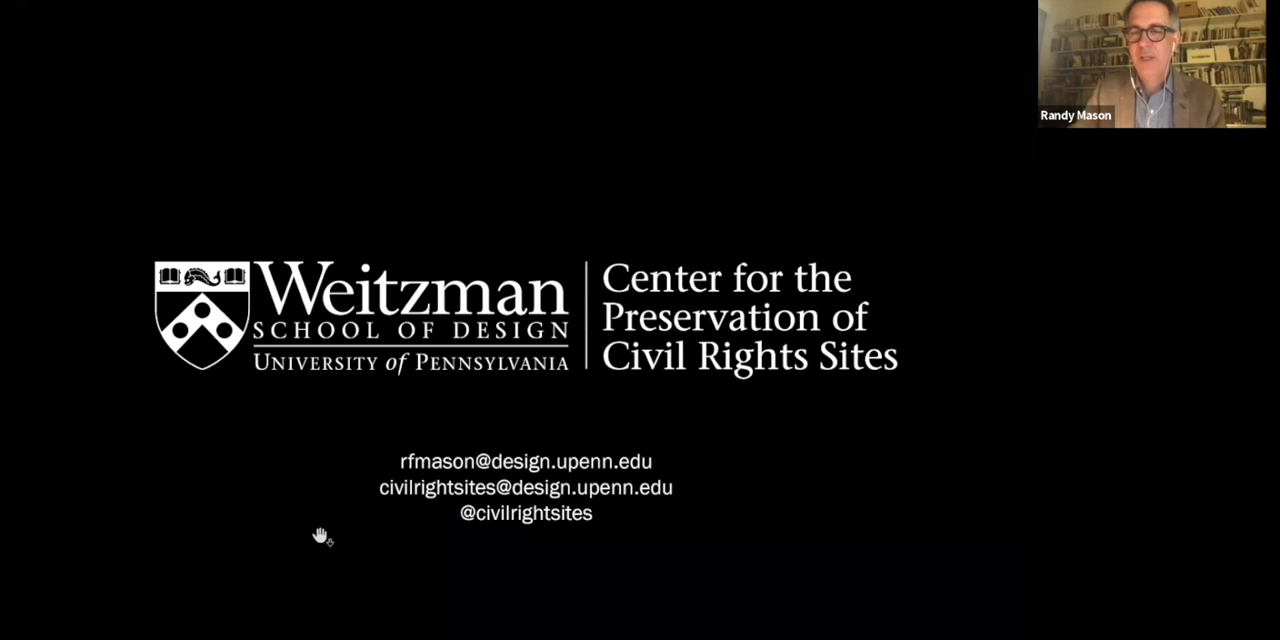 Randy Mason
Weitzman
SCHOOL OF DESIGN
UNIVERSITY of PENNSYLVANIA
Center for the
Preservation of
Civil Rights Sites
rfmason@design.upenn.edu
civilrightsites@design.upenn.edu
@civilrightsites